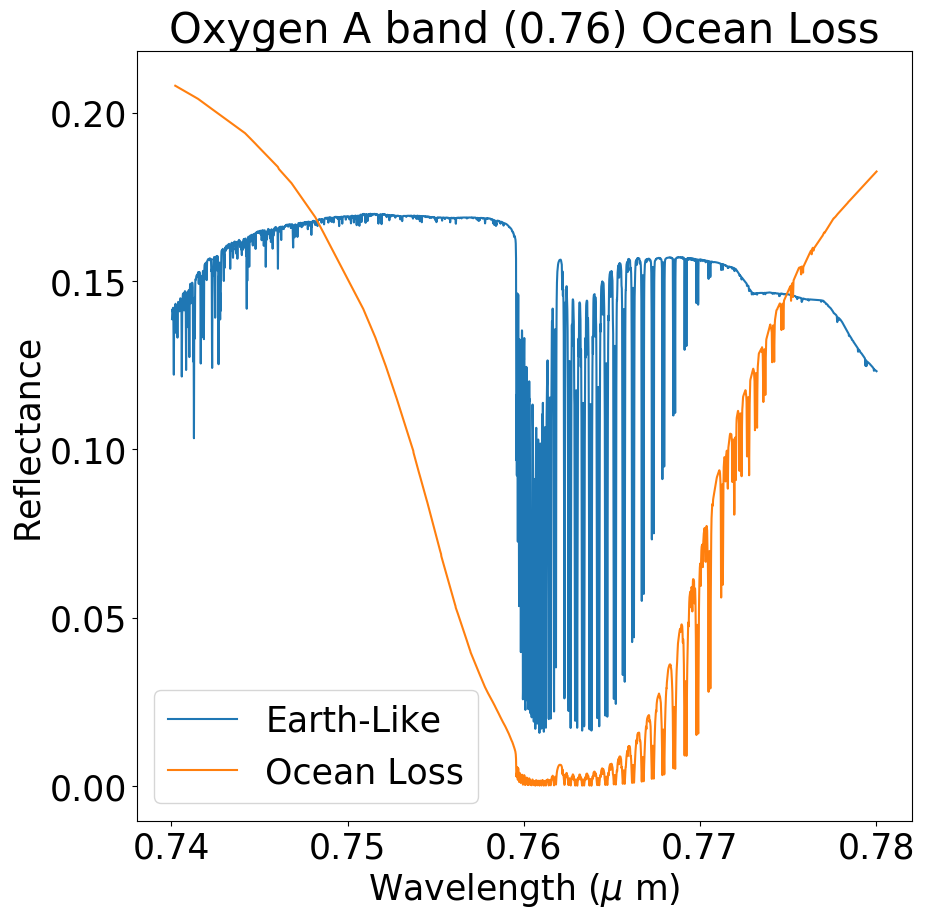 Oxygen A band (0.76) Ocean Loss
Reflectance
0.20
0.15
0.10
0.05
0.00
Earth-Like
Ocean Loss
0.74 0.75 0.76 0.77 0.78
Wavelength (μ m)